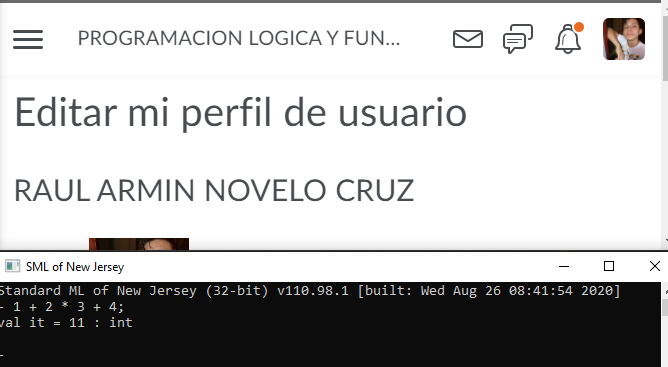 PROGRAMACION LOGICA Y FUN...
Editar mi perfil de usuario
RAUL ARMIN NOVELO CRUZ
SML of New Jersey
Standard ML of New Jersey (32-bit) v110.98.1 [built: Wed Aug 26 08:41:54 2020]
- 1 + 2 * 3 + 4;
val it = 11 : int
-